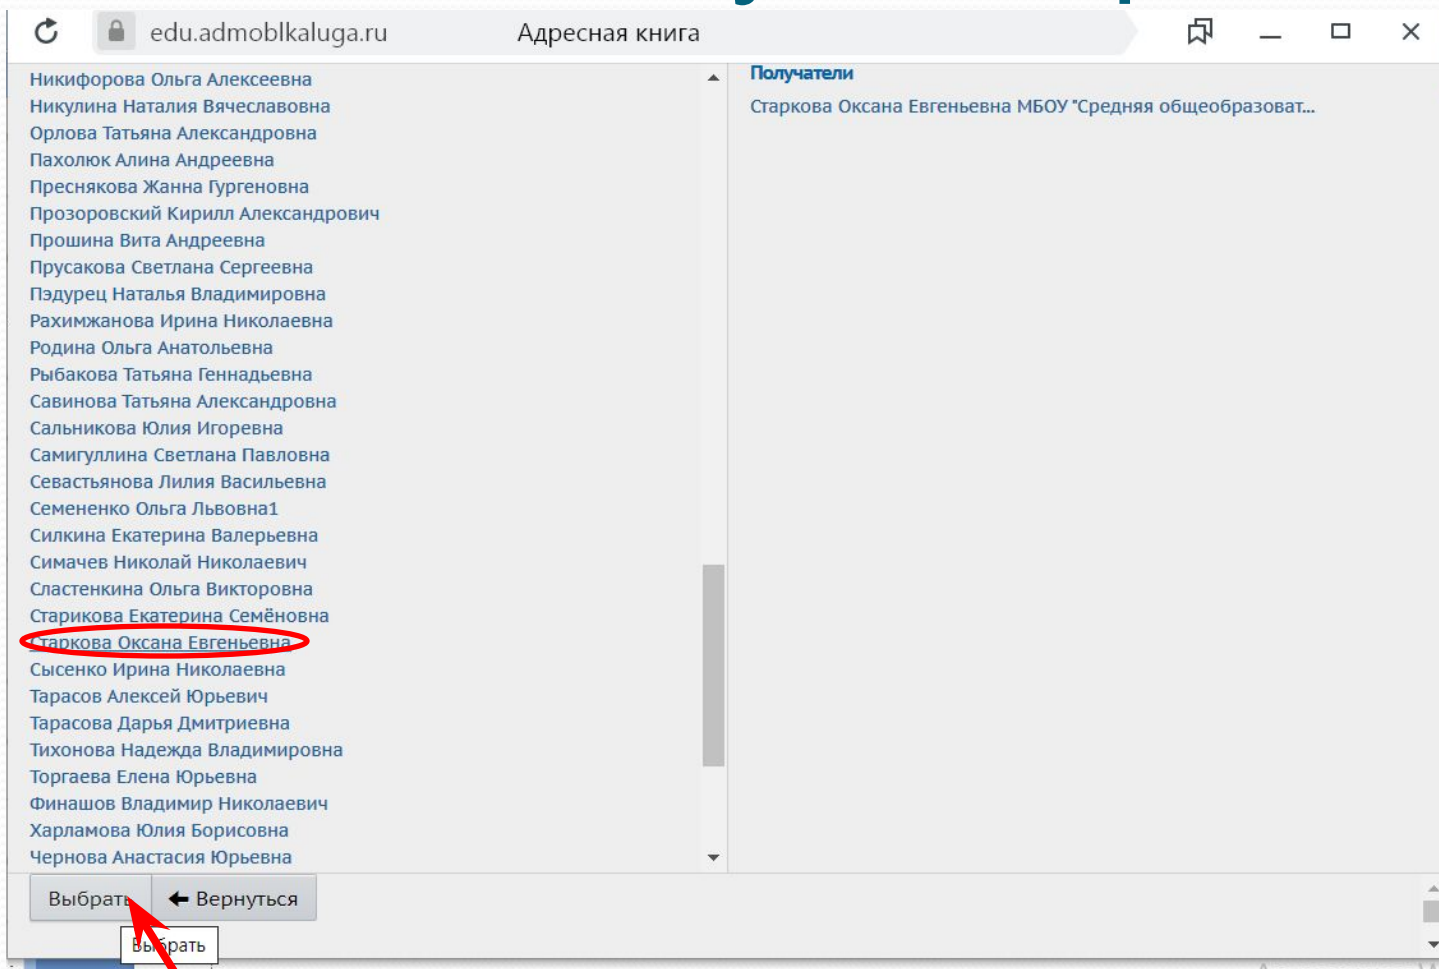 edu.admoblkaluga.ru Адресная книга
Никифорова Ольга Алексеевна
Никулина Наталия Вячеславовна
Орлова Татьяна Александровна
Пахолюк Алина Андреевна
Преснякова Жанна Гургеновна
Прозоровский Кирилл Александрович
Прошина Вита Андреевна
Прусакова Светлана Сергеевна
Пэдурец Наталья Владимировна
Рахимжанова Ирина Николаевна
Родина Ольга Анатольевна
Рыбакова Татьяна Геннадьевна
Савинова Татьяна Александровна
Сальникова Юлия Игоревна
Самигуллина Светлана Павловна
Севастьянова Лилия Васильевна
Семененко Ольга Львовна1
Силкина Екатерина Валерьевна
Симачев Николай Николаевич
Сластенкина Ольга Викторовна
Старикова Екатерина Семёновна
Старкова Оксана Евгеньевна
Сысенко Ирина Николаевна
Тарасов Алексей Юрьевич
Тарасова Дарья Дмитриевна
Тихонова Надежда Владимировна
Торгаева Елена Юрьевна
Финашов Владимир Николаевич
Харламова Юлия Борисовна
Чернова Анастасия Юрьевна
Получатели
Старкова Оксана Евгеньевна МБОУ "Средняя общеобразоват...
Выбрать Вернуться
Выбрать